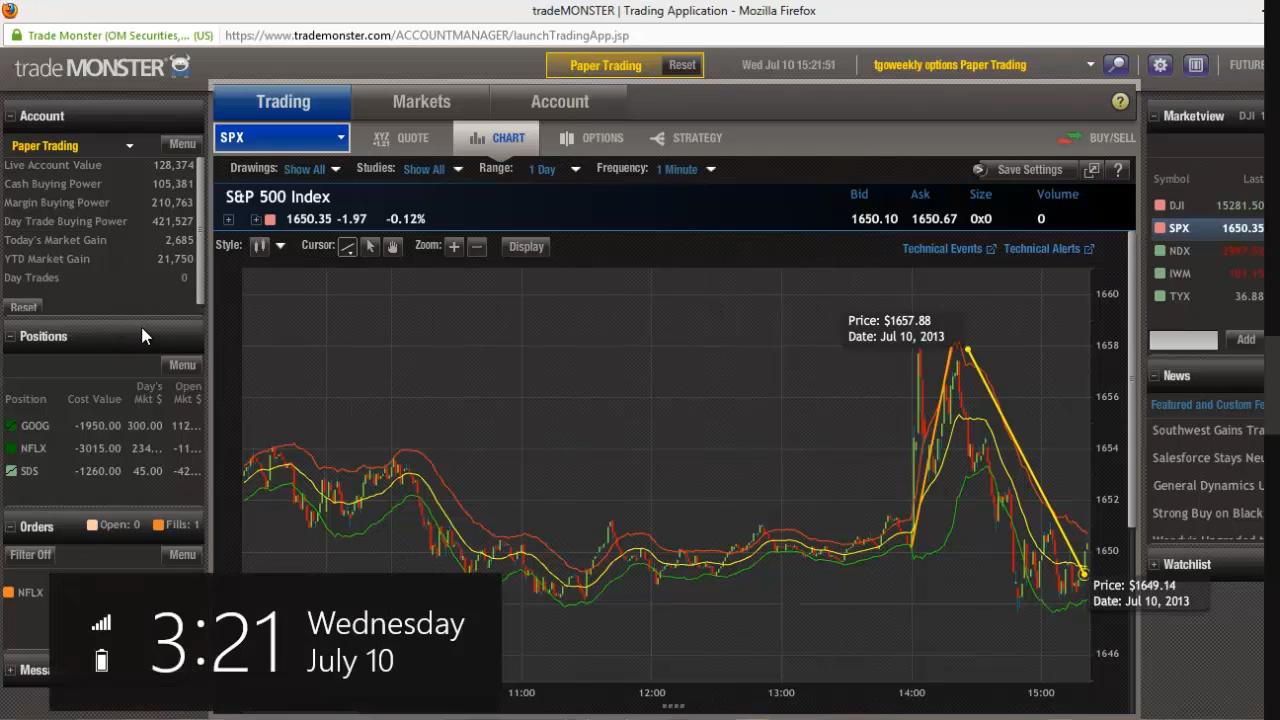 tradeMONSTER | Trading Application - Mozilla Firefox
Trade Monster (OM Securities,... (US) https://www.trademonster.com/ACCOUNTMANAGER/launchTradingApp.jsp
trade MONSTER Paper Trading Reset Wed Jul 10 15:21:51 tgoweekly options Paper Trading FUTURE
Account
Paper Trading Menu
Live Account Value 128,374
Cash Buying Power 105,381
Margin Buying Power 210,763
Day Trade Buying Power 421,527
Today's Market Gain 2,685
YTD Market Gain 21,750
Day Trades 0
Reset
Positions
Menu
Position Cost Value Day's Mkt $ Open Mkt $
GOOG -1950.00 300.00 112...
NFLX -3015.00 234... -11...
SDS -1260.00 45.00 -42...
Orders Open: 0 Fills: 1
Filter Off Menu
NFLX
Messa
Trading Markets Account ?
SPX XYZ +1.21 QUOTE CHART OPTIONS STRATEGY BUY/SELL
Drawings: Show All Studies: Show All Range: 1 Day Frequency: 1 Minute Save Settings ?
S&P 500 Index Bid Ask Size Volume
1650.35 -1.97 -0.12% 1650.10 1650.67 0x0 0
Style: Cursor: Zoom: + − Display Technical Events Technical Alerts
1660
1658
1656
1654
1652
1650
1646
Price: $1657.88
Date: Jul 10, 2013
Price: $1649.14
Date: Jul 10, 2013
11:00 12:00 13:00 14:00 15:00
Marketview DJI 1
Symbol Last
DJI 15281.50
SPX 1650.35
NDX
IWM
TYX 36.88
Add
News
Featured and Custom Fe
Southwest Gains Tra
Salesforce Stays Neu
General Dynamics U
Strong Buy on Black
Watchlist
3:21 Wednesday
July 10